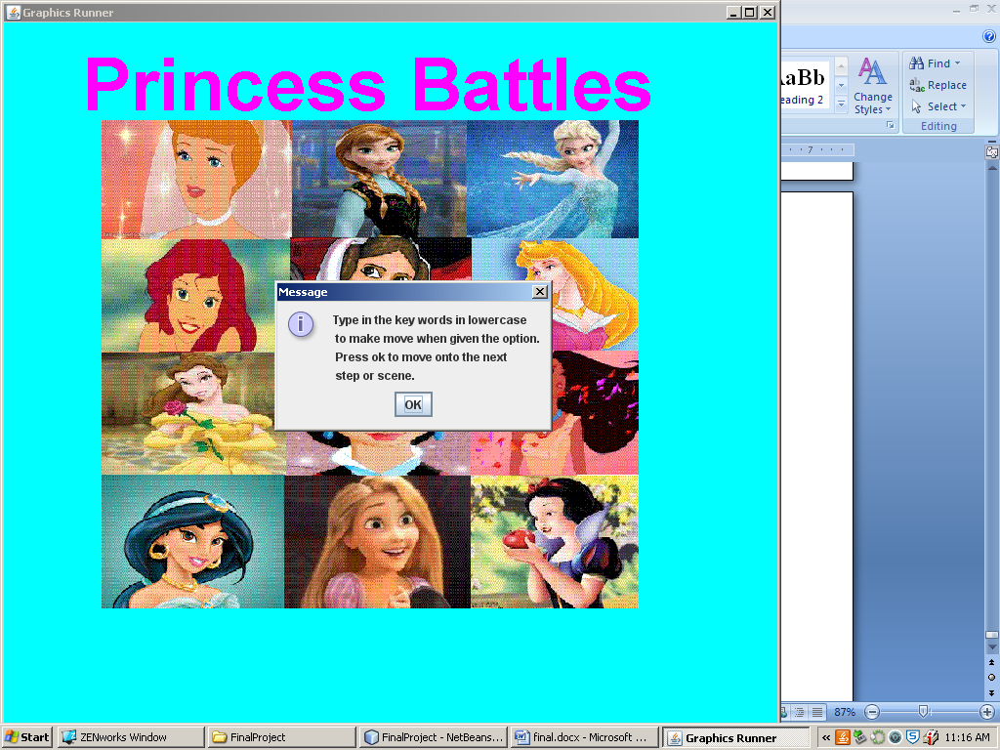 Graphics Runner
Princess Battles
Message
Type in the key words in lowercase
to make move when given the option.
Press ok to move onto the next
step or scene.
OK
AaBb
eading 2
Change
Styles
Find
Replace
Select
Editing
7
87%
Start
ZENworks Window
FinalProject
FinalProject - NetBeans...
final.docx - Microsoft ...
Graphics Runner
11:16 AM